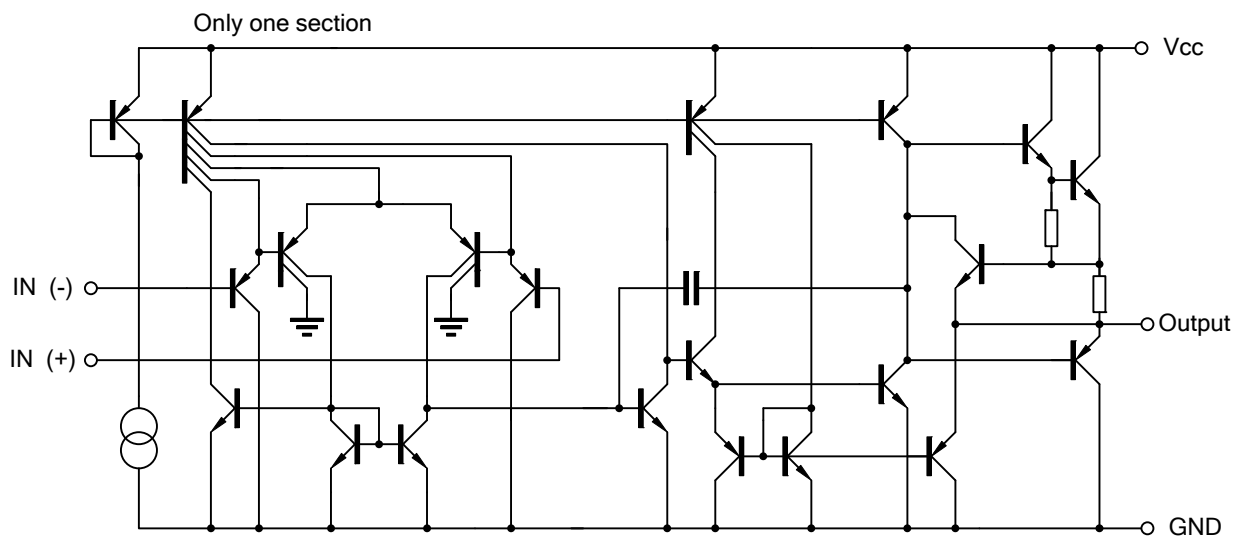 Only one section
Vcc
IN (-)
Output
IN (+)
GND